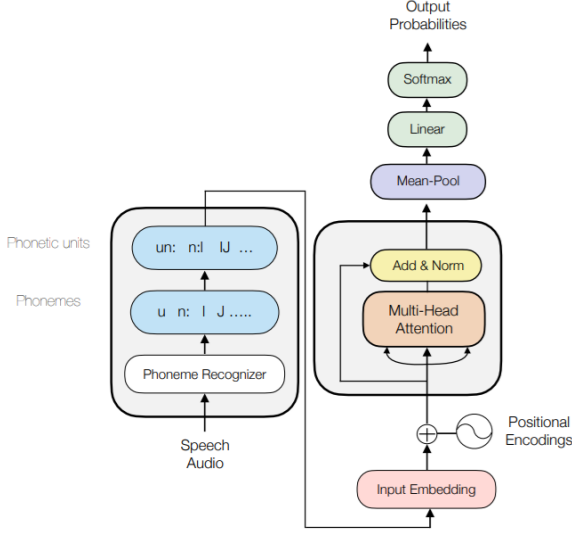 Output
Probabilities
Softmax
Linear
Mean-Pool
Phonetic units
un: n:l lJ ...
Add & Norm
Phonemes
u n: l J .....
Multi-Head
Attention
Phoneme Recognizer
Speech
Audio
Positional
Encodings
Input Embedding